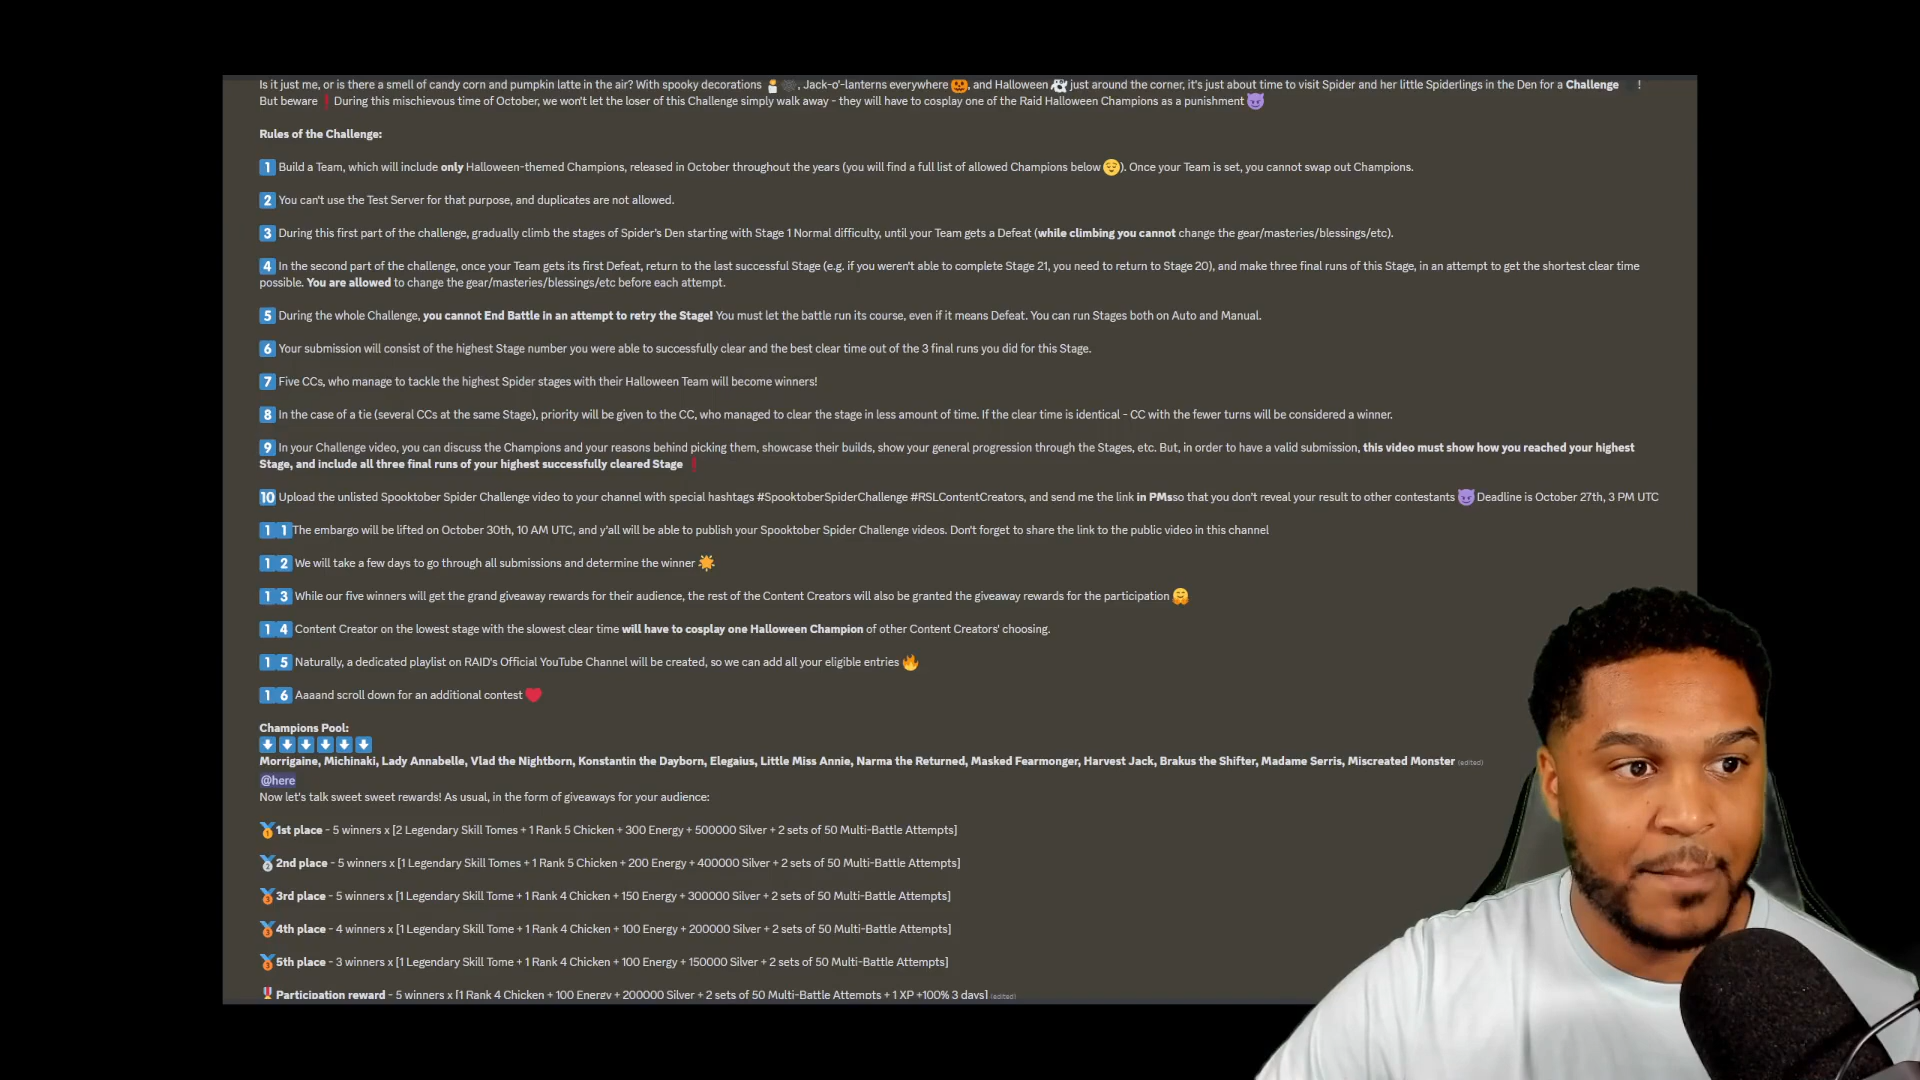 Is it just me, or is there a smell of candy corn and pumpkin latte in the air? With spooky decorations 🕯️🕸️, Jack-o'-lanterns everywhere 🎃, and Halloween 👻 just around the corner, it's just about time to visit Spider and her little Spiderlings in the Den for a Challenge !
But beware ❗During this mischievous time of October, we won't let the loser of this Challenge simply walk away - they will have to cosplay one of the Raid Halloween Champions as a punishment 😈
Rules of the Challenge:
1 Build a Team, which will include only Halloween-themed Champions, released in October throughout the years (you will find a full list of allowed Champions below 😌). Once your Team is set, you cannot swap out Champions.
2 You can't use the Test Server for that purpose, and duplicates are not allowed.
3 During this first part of the challenge, gradually climb the stages of Spider's Den starting with Stage 1 Normal difficulty, until your Team gets a Defeat (while climbing you cannot change the gear/masteries/blessings/etc).
4 In the second part of the challenge, once your Team gets its first Defeat, return to the last successful Stage (e.g. if you weren't able to complete Stage 21, you need to return to Stage 20), and make three final runs of this Stage, in an attempt to get the shortest clear time
possible. You are allowed to change the gear/masteries/blessings/etc before each attempt.
5 During the whole Challenge, you cannot End Battle in an attempt to retry the Stage! You must let the battle run its course, even if it means Defeat. You can run Stages both on Auto and Manual.
6 Your submission will consist of the highest Stage number you were able to successfully clear and the best clear time out of the 3 final runs you did for this Stage.
7 Five CCs, who manage to tackle the highest Spider stages with their Halloween Team will become winners!
8 In the case of a tie (several CCs at the same Stage), priority will be given to the CC, who managed to clear the stage in less amount of time. If the clear time is identical - CC with the fewer turns will be considered a winner.
9 In your Challenge video, you can discuss the Champions and your reasons behind picking them, showcase their builds, show your general progression through the Stages, etc. But, in order to have a valid submission, this video must show how you reached your highest
Stage, and include all three final runs of your highest successfully cleared Stage ❗
10 Upload the unlisted Spooktober Spider Challenge video to your channel with special hashtags #SpooktoberSpiderChallenge #RSLContentCreators, and send me the link in PMsso that you don't reveal your result to other contestants 😈 Deadline is October 27th, 3 PM UTC
1 1 The embargo will be lifted on October 30th, 10 AM UTC, and y'all will be able to publish your Spooktober Spider Challenge videos. Don't forget to share the link to the public video in this channel
1 2 We will take a few days to go through all submissions and determine the winner 🌟
1 3 While our five winners will get the grand giveaway rewards for their audience, the rest of the Content Creators will also be granted the giveaway rewards for the participation 🤗
1 4 Content Creator on the lowest stage with the slowest clear time will have to cosplay one Halloween Champion of other Content Creators' choosing.
1 5 Naturally, a dedicated playlist on RAID's Official YouTube Channel will be created, so we can add all your eligible entries 🔥
1 6 Aaaand scroll down for an additional contest ❤️
Champions Pool:
⬇️⬇️⬇️⬇️⬇️⬇️
Morrigaine, Michinaki, Lady Annabelle, Vlad the Nightborn, Konstantin the Dayborn, Elegaius, Little Miss Annie, Narma the Returned, Masked Fearmonger, Harvest Jack, Brakus the Shifter, Madame Serris, Miscreated Monster (edited)
@here
Now let's talk sweet sweet rewards! As usual, in the form of giveaways for your audience:
🥇1st place - 5 winners x [2 Legendary Skill Tomes + 1 Rank 5 Chicken + 300 Energy + 500000 Silver + 2 sets of 50 Multi-Battle Attempts]
🥈2nd place - 5 winners x [1 Legendary Skill Tomes + 1 Rank 5 Chicken + 200 Energy + 400000 Silver + 2 sets of 50 Multi-Battle Attempts]
🥉3rd place - 5 winners x [1 Legendary Skill Tome + 1 Rank 4 Chicken + 150 Energy + 300000 Silver + 2 sets of 50 Multi-Battle Attempts]
🥉4th place - 4 winners x [1 Legendary Skill Tome + 1 Rank 4 Chicken + 100 Energy + 200000 Silver + 2 sets of 50 Multi-Battle Attempts]
🥉5th place - 3 winners x [1 Legendary Skill Tome + 1 Rank 4 Chicken + 100 Energy + 150000 Silver + 2 sets of 50 Multi-Battle Attempts]
🎖️Participation reward - 5 winners x [1 Rank 4 Chicken + 100 Energy + 200000 Silver + 2 sets of 50 Multi-Battle Attempts + 1 XP +100% 3 days] (edited)